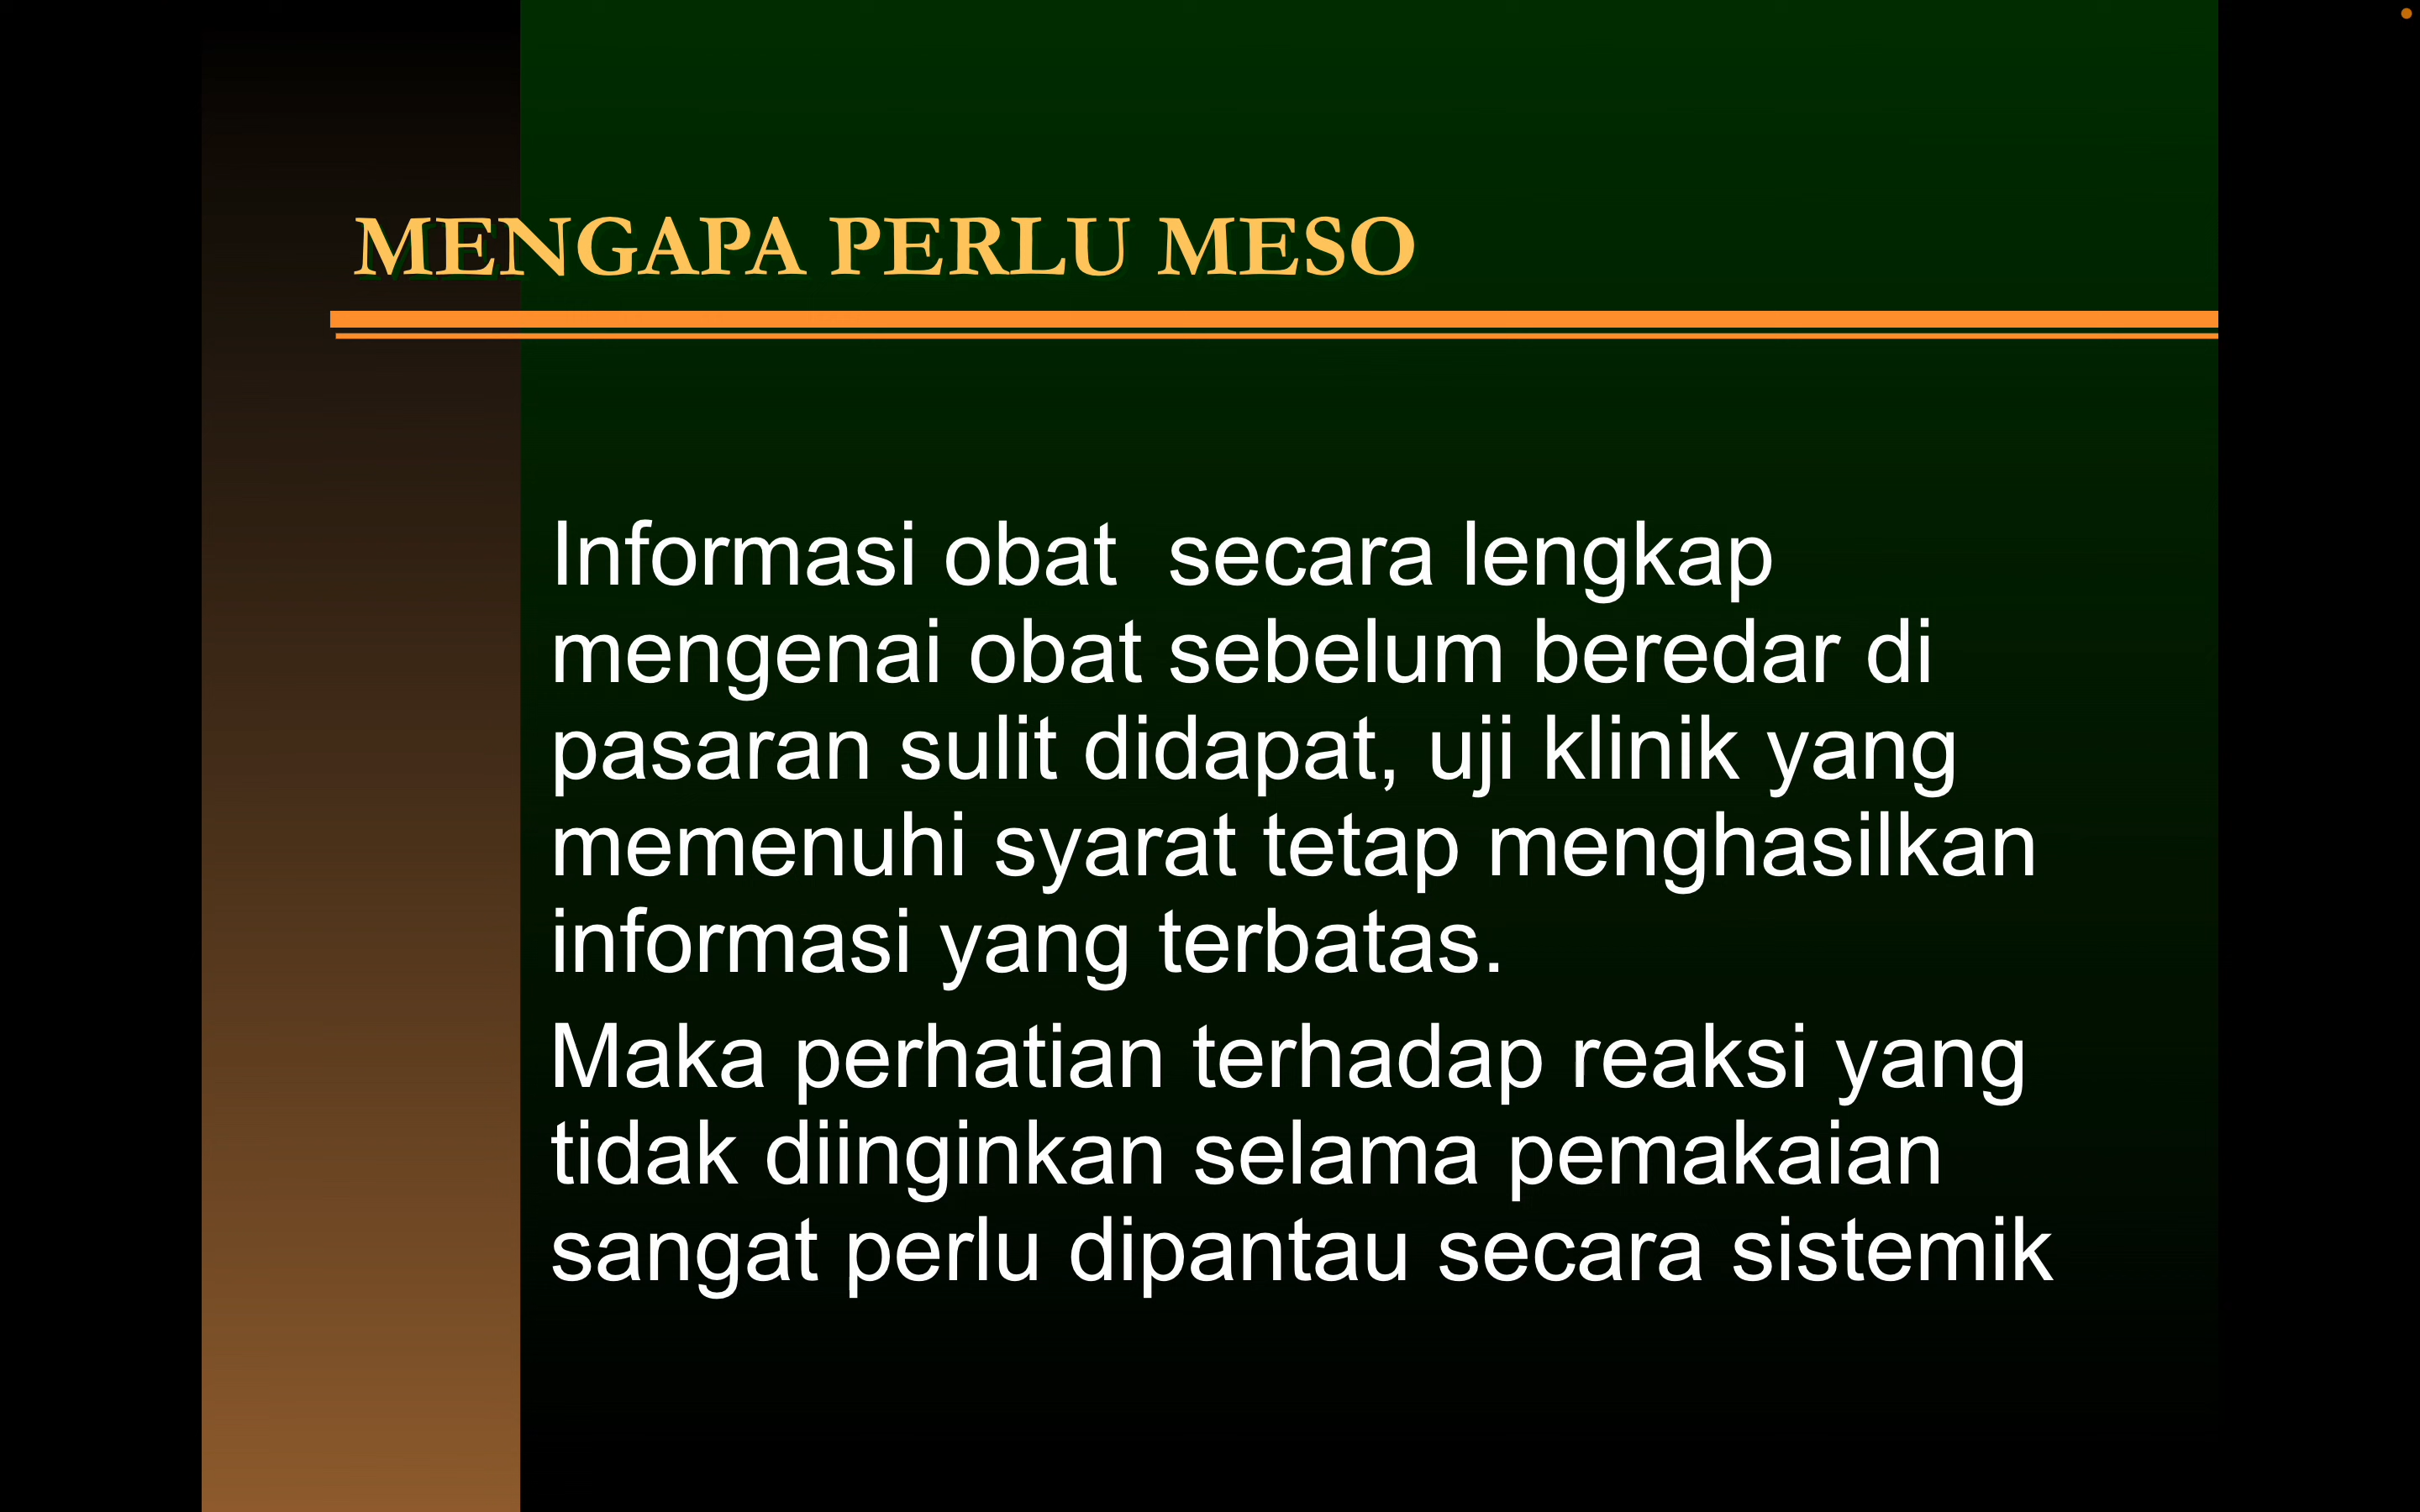 MENGAPA PERLU MESO
Informasi obat  secara lengkap
mengenai obat sebelum beredar di
pasaran sulit didapat, uji klinik yang
memenuhi syarat tetap menghasilkan
informasi yang terbatas.
Maka perhatian terhadap reaksi yang
tidak diinginkan selama pemakaian
sangat perlu dipantau secara sistemik